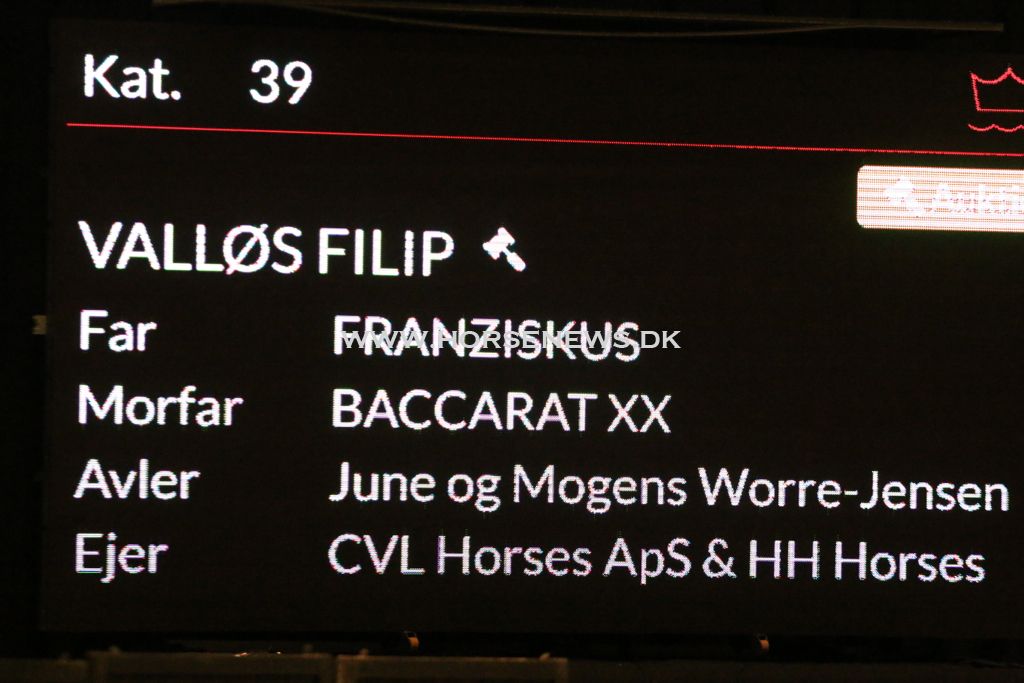 Kat. 39
VALLØS FILIP
Far FRANZISKUS
WWW.HORSENEWS.DK
Morfar BACCARAT XX
Avler June og Mogens Worre-Jensen
Ejer CVL Horses ApS & HH Horses